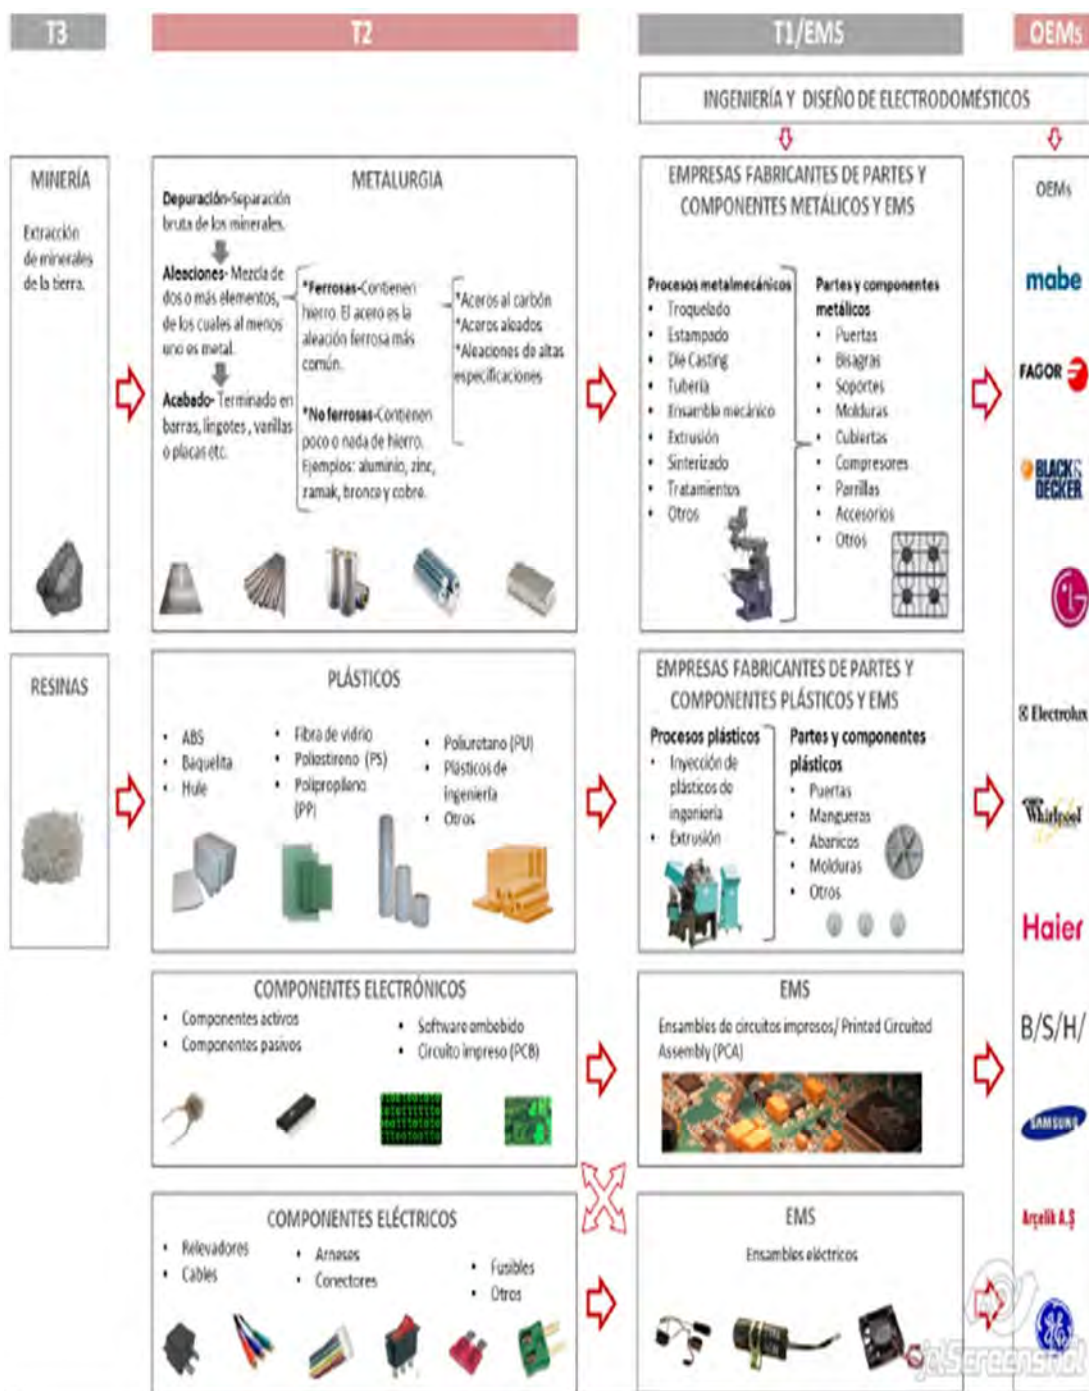 T3
T2
T1/EMS
OEMs
INGENIERÍA Y DISEÑO DE ELECTRODOMÉSTICOS
MINERÍA
Extracción
de minerales
de la tierra.
METALURGIA
Depuración-Separación
bruta de los minerales.
Aleaciones- Mezcla de
dos o más elementos,
de los cuales al menos
uno es metal.
Acabado- Terminado en
barras, lingotes , varillas
o placas etc.
*Ferrosas-Contienen
hierro. El acero es la
aleación ferrosa más
común.
*No ferrosas-Contienen
poco o nada de hierro.
Ejemplos: aluminio, zinc,
zamak, bronce y cobre.
*Aceros al carbón
*Aceros aleados
*Aleaciones de altas
especificaciones
EMPRESAS FABRICANTES DE PARTES Y
COMPONENTES METÁLICOS Y EMS
Procesos metalmecánicos
• Troquelado
• Estampado
• Die Casting
• Tubería
• Ensamble mecánico
• Extrusión
• Sinterizado
• Tratamientos
• Otros
Partes y componentes
metálicos
• Puertas
• Bisagras
• Soportes
• Molduras
• Cubiertas
• Compresores
• Parrillas
• Accesorios
• Otros
RESINAS
PLÁSTICOS
• ABS
• Baquelita
• Hule
• Fibra de vidrio
• Poliestireno (PS)
• Polipropileno
(PP)
• Poliuretano (PU)
• Plásticos de
ingeniería
• Otros
EMPRESAS FABRICANTES DE PARTES Y
COMPONENTES PLÁSTICOS Y EMS
Procesos plásticos
• Inyección de
plásticos de
ingeniería
• Extrusión
Partes y componentes
plásticos
• Puertas
• Mangueras
• Abanicos
• Molduras
• Otros
COMPONENTES ELECTRÓNICOS
• Componentes activos
• Componentes pasivos
• Software embebido
• Circuito impreso (PCB)
EMS
Ensambles de circuitos impresos/ Printed Circuited
Assembly (PCA)
COMPONENTES ELÉCTRICOS
• Relevadores
• Cables
• Arneses
• Conectores
• Fusibles
• Otros
EMS
Ensambles eléctricos
OEMs
mabe
FAGOR
BLACK&
DECKER
LG
Electrolux
Whirlpool
Haier
B/S/H/
SAMSUNG
Arçelik A.Ş
GE
jalScreenshot